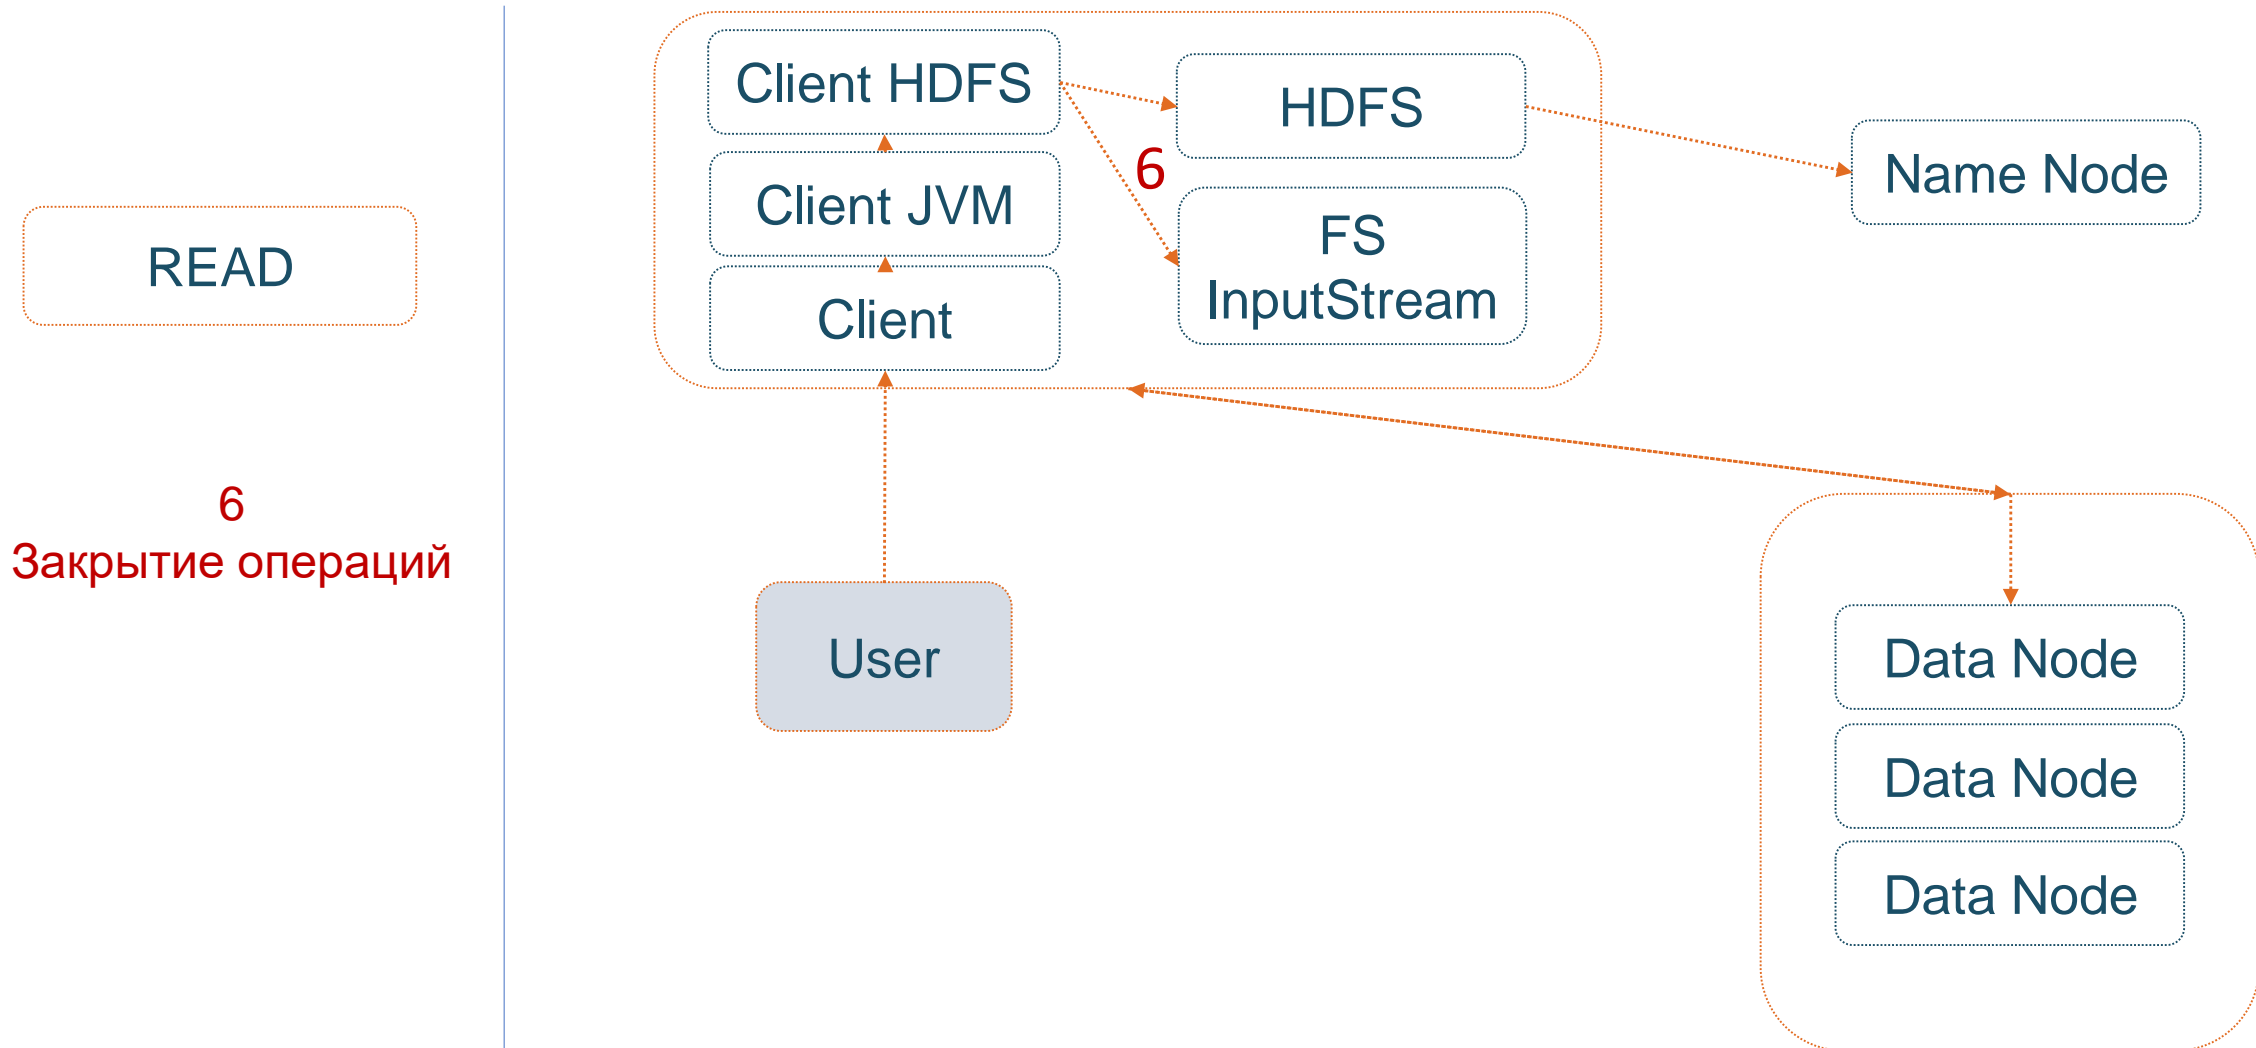 READ
6
Закрытие операций
Client HDFS
Client JVM
Client
HDFS
6
FS
InputStream
Name Node
User
Data Node
Data Node
Data Node